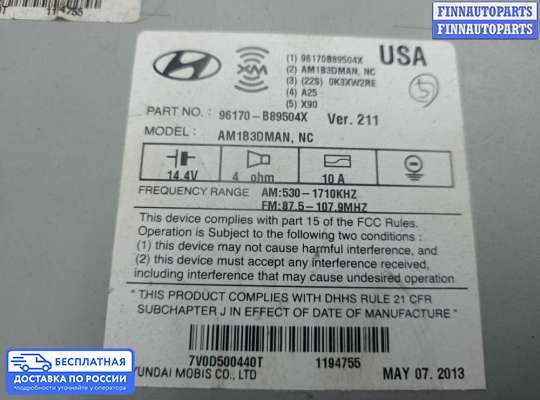 FINNAUTOPARTS
FINNAUTOPARTS
1194755
XM
(1) 96170B89504X
(2) AM1B3DMAN, NC
(3) (22S) 0K3XW2RE
(4) A25
(5) X90
USA
5
PART NO. : 96170-B89504X Ver. 211
MODEL : AM1B3DMAN, NC
14.4V 4 ohm 10 A
FREQUENCY RANGE AM:530-1710KHZ
FM:87.5-107.9MHZ
This device complies with part 15 of the FCC Rules.
Operation is Subject to the following two conditions :
(1) this device may not cause harmful interference, and
(2) this device must accept any interference received,
including interference that may cause undesired operation
" THIS PRODUCT COMPLIES WITH DHHS RULE 21 CFR
SUBCHAPTER J IN EFFECT OF DATE OF MANUFACTURE "
7V0D500440T 1194755
YUNDAI MOBIS CO., LTD MAY 07. 2013
БЕСПЛАТНАЯ
ДОСТАВКА ПО РОССИИ